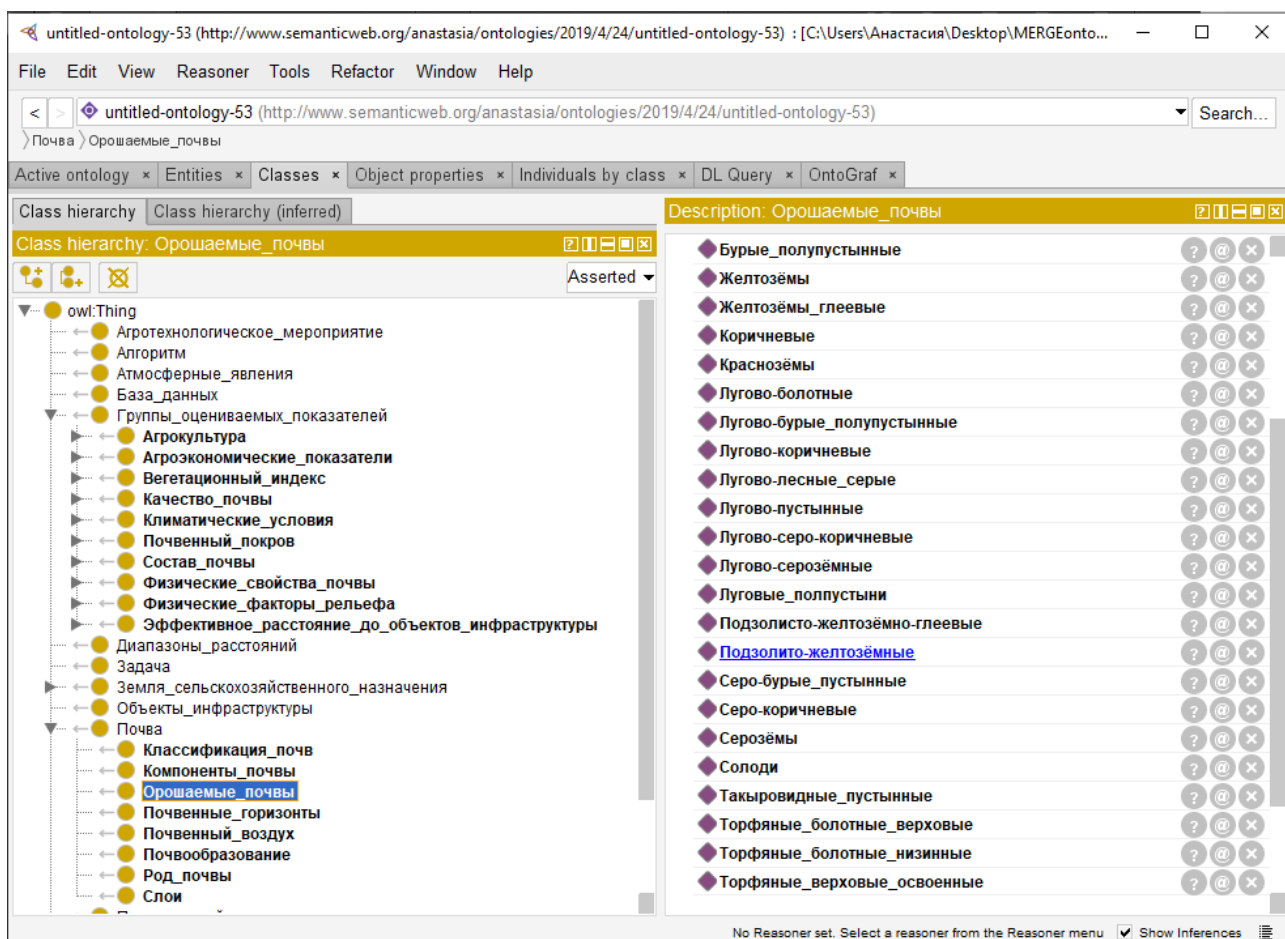 untitled-ontology-53 (http://www.semanticweb.org/anastasia/ontologies/2019/4/24/untitled-ontology-53) : [C:\Users\Анастасия\Desktop\MERGEonto...
File Edit View Reasoner Tools Refactor Window Help
< > untitled-ontology-53 (http://www.semanticweb.org/anastasia/ontologies/2019/4/24/untitled-ontology-53) Search...
Почва Орошаемые_почвы
Active ontology × Entities × Classes × Object properties × Individuals by class × DL Query × OntoGraf ×
Class hierarchy Class hierarchy (inferred)
Class hierarchy: Орошаемые_почвы
Asserted
owl:Thing
Агротехнологическое_мероприятие
Алгоритм
Атмосферные_явления
База_данных
Группы_оцениваемых_показателей
Агрокультура
Агроэкономические_показатели
Вегетационный_индекс
Качество_почвы
Климатические_условия
Почвенный_покров
Состав_почвы
Физические_свойства_почвы
Физические_факторы_рельефа
Эффективное_расстояние_до_объектов_инфраструктуры
Диапазоны_расстояний
Задача
Земля_сельскохозяйственного_назначения
Объекты_инфраструктуры
Почва
Классификация_почв
Компоненты_почвы
Орошаемые_почвы
Почвенные_горизонты
Почвенный_воздух
Почвообразование
Род_почвы
Слои
Description: Орошаемые_почвы
Бурые_полупустынные
Желтозёмы
Желтозёмы_глеевые
Коричневые
Краснозёмы
Лугово-болотные
Лугово-бурые_полупустынные
Лугово-коричневые
Лугово-лесные_серые
Лугово-пустынные
Лугово-серо-коричневые
Лугово-серозёмные
Луговые_полпустыни
Подзолисто-желтозёмно-глеевые
Подзолито-желтозёмные
Серо-бурые_пустынные
Серо-коричневые
Серозёмы
Солоди
Такыровидные_пустынные
Торфяные_болотные_верховые
Торфяные_болотные_низинные
Торфяные_верховые_освоенные
No Reasoner set. Select a reasoner from the Reasoner menu Show Inferences